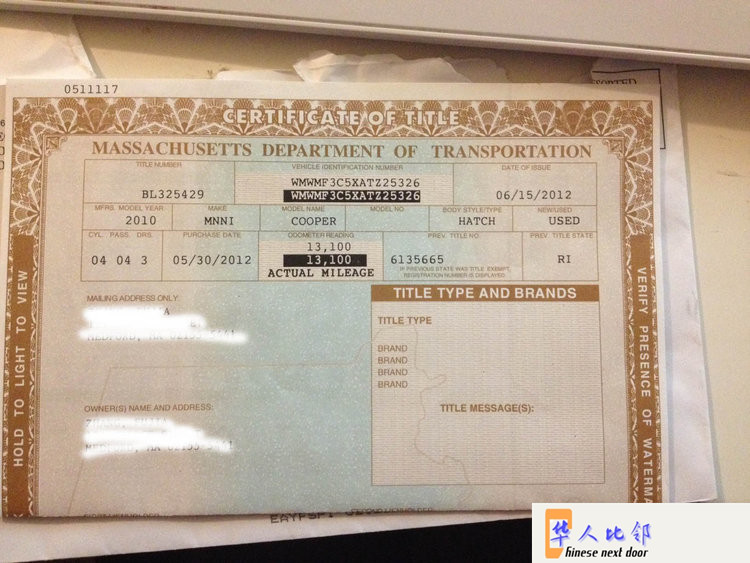 0511117
CERTIFICATE OF TITLE
MASSACHUSETTS DEPARTMENT OF TRANSPORTATION
TITLE NUMBER VEHICLE IDENTIFICATION NUMBER DATE OF ISSUE
WMWMF3C5XATZ25326
BL325429 WMWMF3C5XATZ25326 06/15/2012
MFRS. MODEL YEAR MAKE MODEL NAME MODEL NO. BODY STYLE/TYPE NEW/USED
2010 MNNI COOPER HATCH USED
CYL. PASS. DRS. PURCHASE DATE ODOMETER READING PREV. TITLE NO. PREV. TITLE STATE
13,100
04 04 3 05/30/2012 13,100 6135665 RI
ACTUAL MILEAGE
IF PREVIOUS STATE WAS TITLE EXEMPT,
REGISTRATION NUMBER IS DISPLAYED
MAILING ADDRESS ONLY
TITLE TYPE AND BRANDS
TITLE TYPE
BRAND
BRAND
BRAND
BRAND
OWNER(S) NAME AND ADDRESS:
TITLE MESSAGE(S):
HOLD TO LIGHT TO VIEW
VERIFY PRESENCE OF WATERMA
华人比邻
Chinese next door